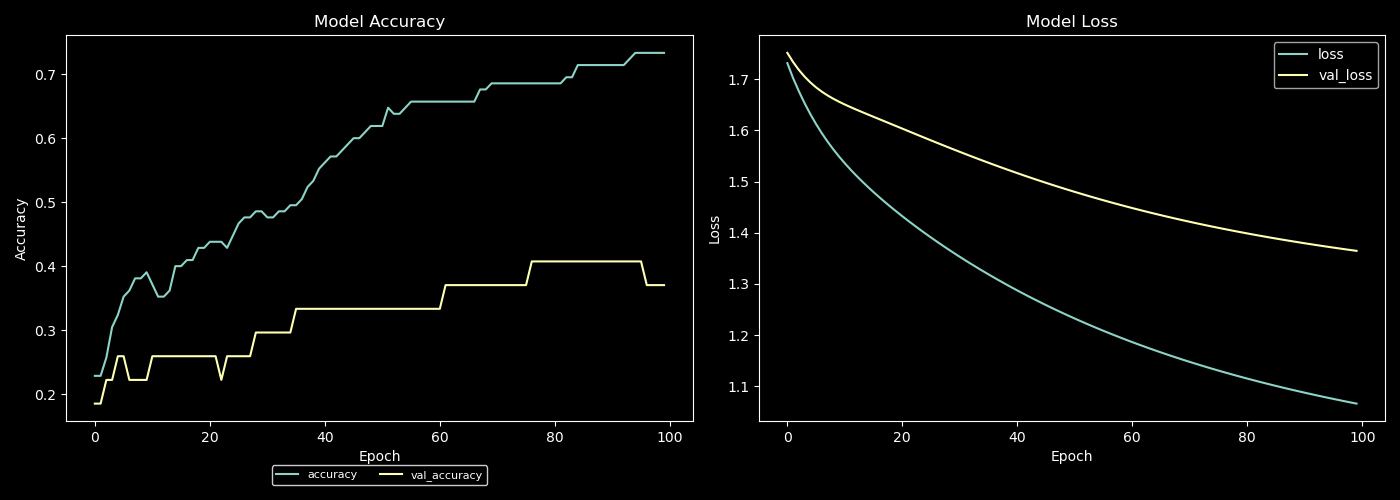 Model Accuracy
0.7
0.6
0.5
0.4
0.3
0.2
Accuracy
0 20 40 60 80 100
Epoch
accuracy val_accuracy
Model Loss
loss
val_loss
1.7
1.6
1.5
1.4
1.3
1.2
1.1
Loss
0 20 40 60 80 100
Epoch